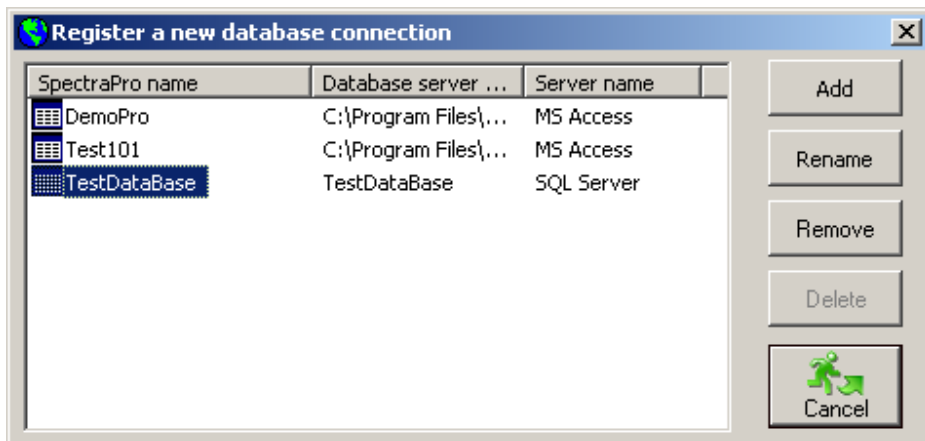 Register a new database connection
SpectraPro name Database server ... Server name
DemoPro C:\Program Files\... MS Access
Test101 C:\Program Files\... MS Access
TestDataBase TestDataBase SQL Server
Add
Rename
Remove
Delete
Cancel